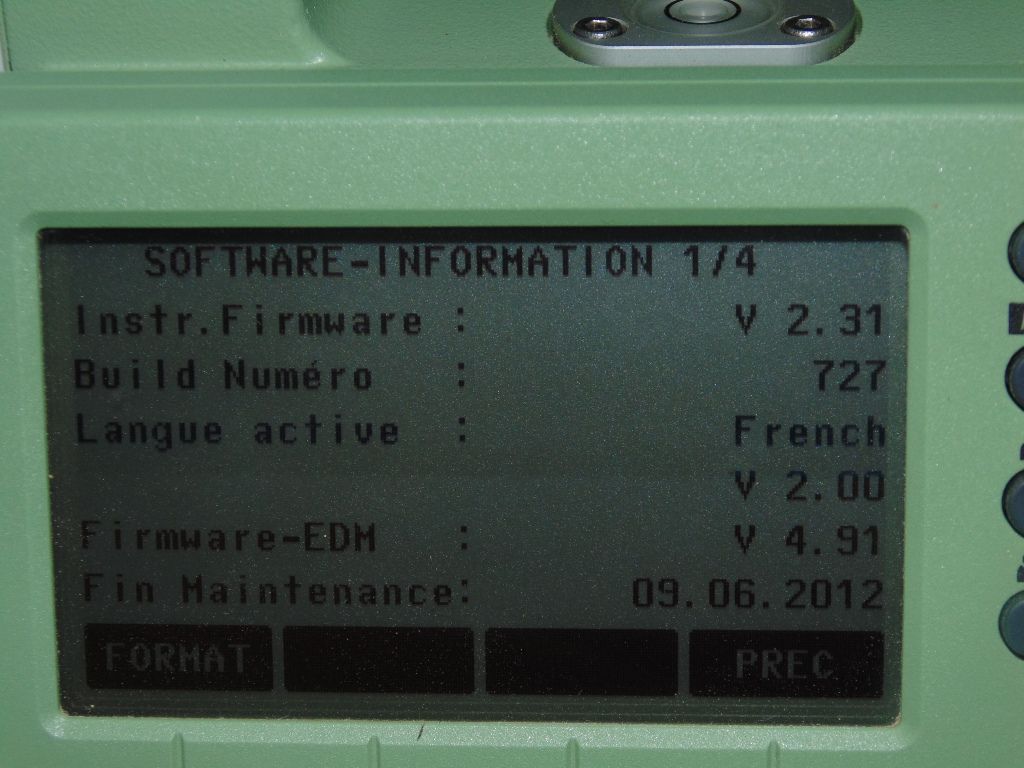 SOFTWARE-INFORMATION 1/4
Instr.Firmware : V 2.31
Build Numéro : 727
Langue active : French
V 2.00
Firmware-EDM : V 4.91
Fin Maintenance: 09.06.2012
FORMAT PREC